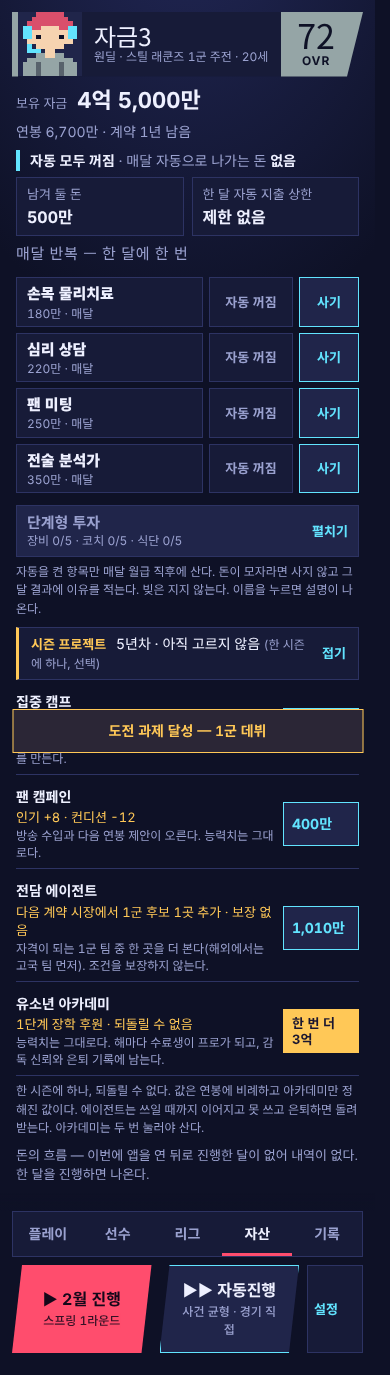 자금3
원딜 · 스틸 래쿤즈 1군 주전 · 20세
72
OVR
보유 자금 4억 5,000만
연봉 6,700만 · 계약 1년 남음
자동 모두 꺼짐 · 매달 자동으로 나가는 돈 없음
남겨 둘 돈
500만
한 달 자동 지출 상한
제한 없음
매달 반복 — 한 달에 한 번
손목 물리치료
180만 · 매달
자동 꺼짐
사기
심리 상담
220만 · 매달
자동 꺼짐
사기
팬 미팅
250만 · 매달
자동 꺼짐
사기
전술 분석가
350만 · 매달
자동 꺼짐
사기
단계형 투자
장비 0/5 · 코치 0/5 · 식단 0/5
펼치기
자동을 켠 항목만 매달 월급 직후에 산다. 돈이 모자라면 사지 않고 그
달 결과에 이유를 적는다. 빚은 지지 않는다. 이름을 누르면 설명이 나
온다.
시즌 프로젝트 5년차 · 아직 고르지 않음 (한 시즌
에 하나, 선택)
접기
집중 캠프
도전 과제 달성 — 1군 데뷔
를 만든다.
팬 캠페인
인기 +8 · 컨디션 -12
방송 수입과 다음 연봉 제안이 오른다. 능력치는 그대
로다.
400만
전담 에이전트
다음 계약 시장에서 1군 후보 1곳 추가 · 보장 없
음
자격이 되는 1군 팀 중 한 곳을 더 본다(해외에서는
고국 팀 먼저). 조건을 보장하지 않는다.
1,010만
유소년 아카데미
1단계 장학 후원 · 되돌릴 수 없음
능력치는 그대로다. 해마다 수료생이 프로가 되고, 감
독 신뢰와 은퇴 기록에 남는다.
한 번 더
3억
한 시즌에 하나, 되돌릴 수 없다. 값은 연봉에 비례하고 아카데미만 정
해진 값이다. 에이전트는 쓰일 때까지 이어지고 못 쓰고 은퇴하면 돌려
받는다. 아카데미는 두 번 눌러야 산다.
돈의 흐름 — 이번에 앱을 연 뒤로 진행한 달이 없어 내역이 없다.
한 달을 진행하면 나온다.
플레이
선수
리그
자산
기록
▶ 2월 진행
스프링 1라운드
▶▶ 자동진행
사건 균형 · 경기 직
접
설정